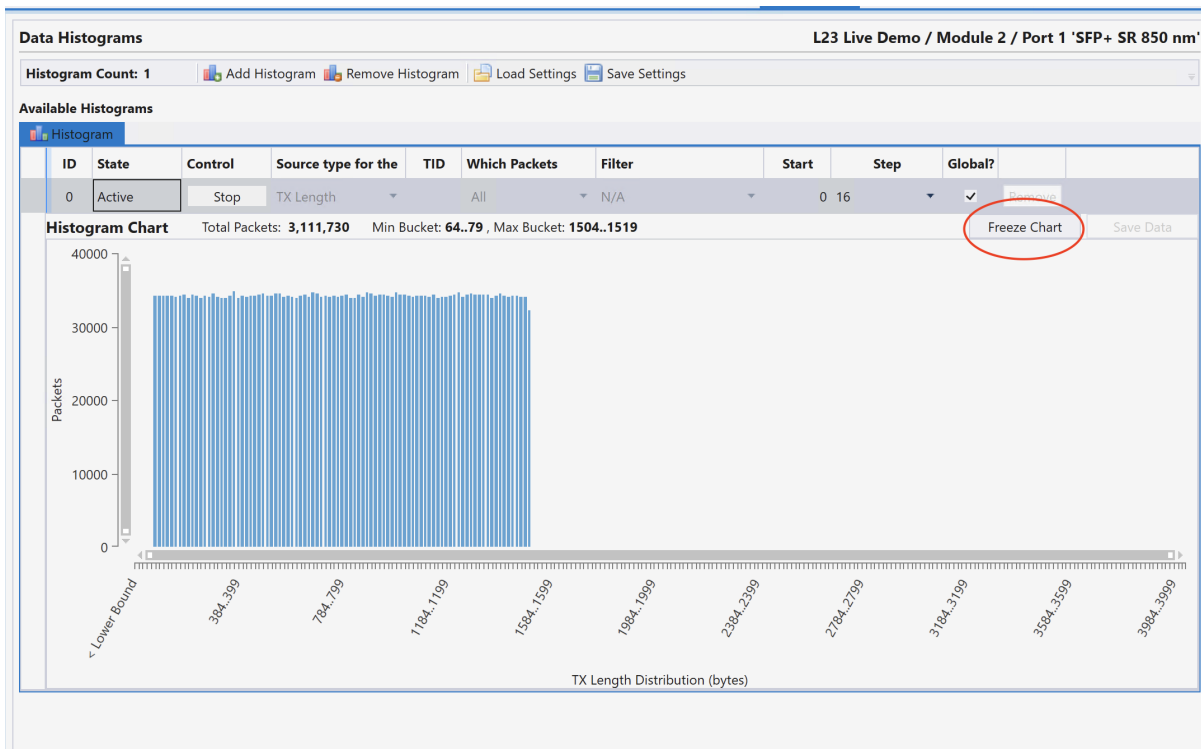 Data Histograms
L23 Live Demo / Module 2 / Port 1 'SFP+ SR 850 nm'
Histogram Count: 1 Add Histogram Remove Histogram Load Settings Save Settings
Available Histograms
Histogram
ID State Control Source type for the TID Which Packets Filter Start Step Global?
0 Active Stop TX Length All N/A 0 16 Remove
Histogram Chart Total Packets: 3,111,730 Min Bucket: 64..79 , Max Bucket: 1504..1519 Freeze Chart Save Data
40000
30000
20000
10000
0
Packets
< Lower Bound 384..399 784..799 1184..1199 1584..1599 1984..1999 2384..2399 2784..2799 3184..3199 3584..3599 3984..3999
TX Length Distribution (bytes)